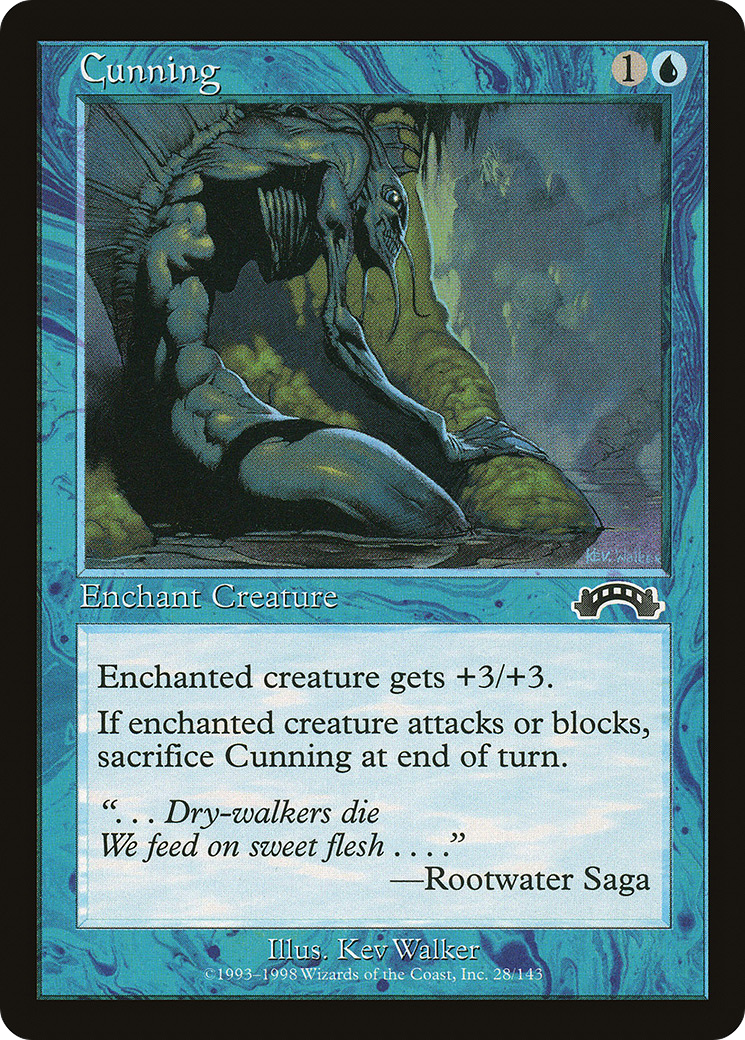 Cunning 1
KEV. Walker
Enchant Creature
Enchanted creature gets +3/+3.
If enchanted creature attacks or blocks,
sacrifice Cunning at end of turn.
“. . . Dry-walkers die
We feed on sweet flesh . . . .”
—Rootwater Saga
Illus. Kev Walker
©1993–1998 Wizards of the Coast, Inc. 28/143